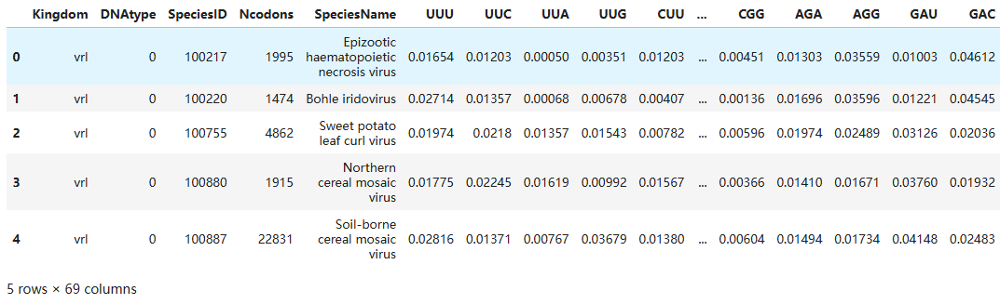 Kingdom DNAtype SpeciesID Ncodons SpeciesName UUU UUC UUA UUG CUU ... CGG AGA AGG GAU GAC
Epizootic
0 vrl 0 100217 1995 haematopoietic 0.01654 0.01203 0.00050 0.00351 0.01203 ... 0.00451 0.01303 0.03559 0.01003 0.04612
necrosis virus
1 vrl 0 100220 1474 Bohle iridovirus 0.02714 0.01357 0.00068 0.00678 0.00407 ... 0.00136 0.01696 0.03596 0.01221 0.04545
2 vrl 0 100755 4862 Sweet potato 0.01974 0.0218 0.01357 0.01543 0.00782 ... 0.00596 0.01974 0.02489 0.03126 0.02036
leaf curl virus
Northern
3 vrl 0 100880 1915 cereal mosaic 0.01775 0.02245 0.01619 0.00992 0.01567 ... 0.00366 0.01410 0.01671 0.03760 0.01932
virus
Soil-borne
4 vrl 0 100887 22831 cereal mosaic 0.02816 0.01371 0.00767 0.03679 0.01380 ... 0.00604 0.01494 0.01734 0.04148 0.02483
virus
5 rows × 69 columns